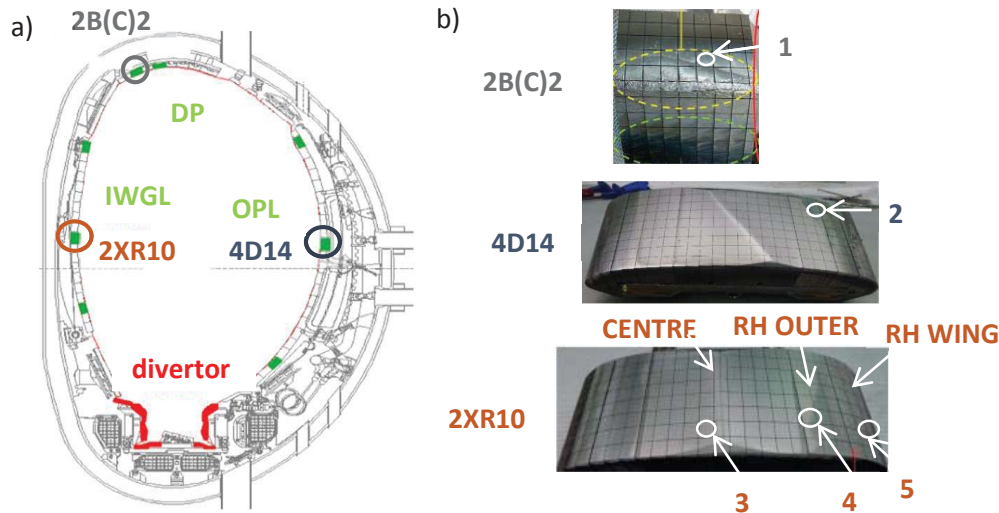 a)
2B(C)2
DP
IWGL
OPL
2XR10
4D14
divertor
b)
2B(C)2
1
4D14
2
CENTRE
RH OUTER
RH WING
2XR10
3
4
5